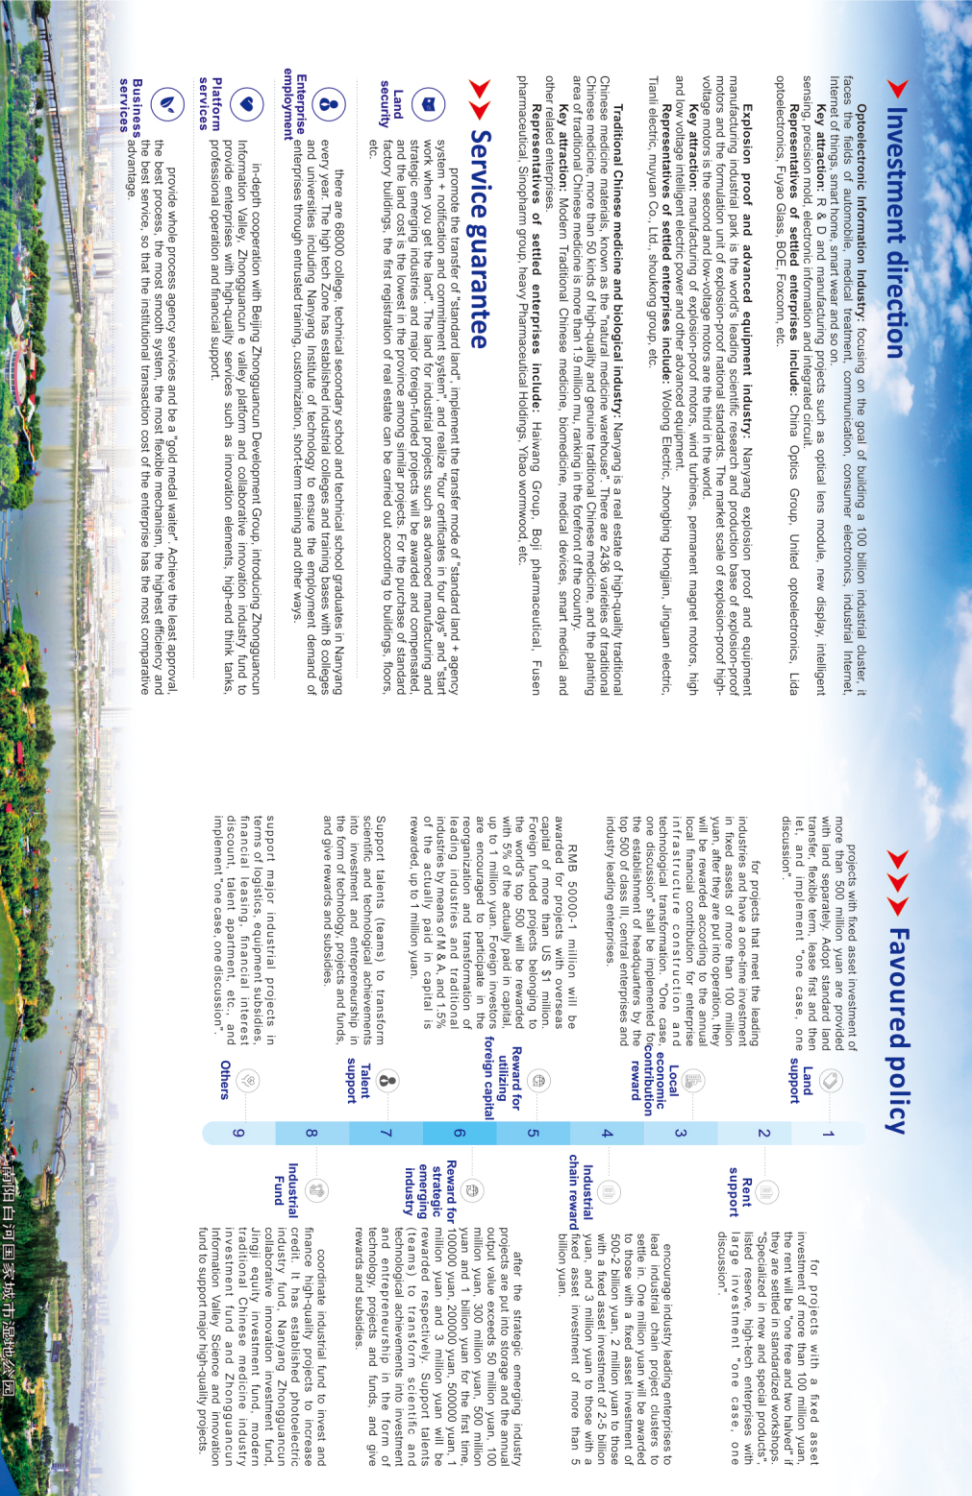 Investment direction
Optoelectronic Information Industry: focusing on the goal of building a 100 billion industrial cluster, it
faces the fields of automobile, medical treatment, communication, consumer electronics, industrial Internet,
Internet of things, smart home, smart wear and so on.
Key attraction: R & D and manufacturing projects such as optical lens module, new display, intelligent
sensing, precision mold, electronic information and integrated circuit.
Representatives of settled enterprises include: China Optics Group, United optoelectronics, Lida
optoelectronics, Fuyao Glass, BOE, Foxconn, etc.
Explosion proof and advanced equipment industry: Nanyang explosion proof and equipment
manufacturing industrial park is the world's leading scientific research and production base of explosion-proof
motors and the formulation unit of explosion-proof national standards. The market scale of explosion-proof high-
voltage motors is the second and low-voltage motors are the third in the world.
Key attraction: manufacturing of explosion-proof motors, wind turbines, permanent magnet motors, high
and low voltage intelligent electric power and other advanced equipment.
Representatives of settled enterprises include: Wolong Electric, zhongbing Hongjian, Jinguan electric,
Tianli electric, muyuan Co., Ltd., shoukong group, etc.
Traditional Chinese medicine and biological industry: Nanyang is a real estate of high-quality traditional
Chinese medicine materials, known as the "natural medicine warehouse". There are 2436 varieties of traditional
Chinese medicine, more than 50 kinds of high-quality and genuine traditional Chinese medicine, and the planting
area of traditional Chinese medicine is more than 1.9 million mu, ranking in the forefront of the country.
Key attraction: Modern Traditional Chinese medicine, biomedicine, medical devices, smart medical and
other related enterprises.
Representatives of settled enterprises include: Haiwang Group, Boji pharmaceutical, Fusen
pharmaceutical, Sinopharm group, heavy Pharmaceutical Holdings, Yibao wormwood, etc.
Service guarantee
Land
security
promote the transfer of "standard land", implement the transfer mode of "standard land + agency
system + notification and commitment system", and realize "four certificates in four days" and "start
work when you get the land". The land for industrial projects such as advanced manufacturing and
strategic emerging industries and major foreign-funded projects will be awarded and compensated,
and the land cost is the lowest in the province among similar projects. For the purchase of standard
factory buildings, the first registration of real estate can be carried out according to buildings, floors,
etc.
Enterprise
employment
there are 68000 college, technical secondary school and technical school graduates in Nanyang
every year. The high tech Zone has established industrial colleges and training bases with 8 colleges
and universities including Nanyang Institute of technology to ensure the employment demand of
enterprises through entrusted training, customization, short-term training and other ways.
Platform
services
in-depth cooperation with Beijing Zhongguancun Development Group, introducing Zhongguancun
Information Valley, Zhongguancun e valley platform and collaborative innovation industry fund to
provide enterprises with high-quality services such as innovation elements, high-end think tanks,
professional operation and financial support.
Business
services
provide whole process agency services and be a "gold medal waiter". Achieve the least approval,
the best process, the most smooth system, the most flexible mechanism, the highest efficiency and
the best service, so that the institutional transaction cost of the enterprise has the most comparative
advantage.
Favoured policy
projects with fixed asset investment of
more than 500 million yuan are provided
with land separately. Adopt standard land
transfer, flexible term, lease first and then
let, and implement "one case, one
discussion".
Land
support
1
2
Rent
support
for projects with a fixed asset
investment of more than 100 million yuan,
the rent will be "one free and two halved" if
they are settled in standardized workshops.
"Specialized in new and special products",
listed reserve, high-tech enterprises with
large investment "one case, one
discussion".
for projects that meet the leading
industries and have a one-time investment
in fixed assets of more than 100 million
yuan, after they are put into operation, they
will be rewarded according to the annual
local financial contribution for enterprise
infrastructure construction and
technological transformation. "One case,
one discussion" shall be implemented for
the establishment of headquarters by the
top 500 of class III, central enterprises and
industry leading enterprises.
Local
economic
contribution
reward
3
4
Industrial
chain reward
encourage industry leading enterprises to
lead industrial chain project clusters to
settle in. One million yuan will be awarded
to those with a fixed asset investment of
500-2 billion yuan, 2 million yuan to those
with a fixed asset investment of 2-5 billion
yuan, and 3 million yuan to those with a
fixed asset investment of more than 5
billion yuan.
RMB 50000-1 million will be
awarded for projects with overseas
capital of more than US $1 million.
Foreign funded projects belonging to
the world's top 500 will be rewarded
with 5% of the actually paid in capital,
up to 1 million yuan. Foreign investors
are encouraged to participate in the
reorganization and transformation of
leading industries and traditional
industries by means of M & A, and 1.5%
of the actually paid in capital is
rewarded, up to 1 million yuan.
Reward for
utilizing
foreign capital
5
6
Reward for
strategic
emerging
industry
after the strategic emerging industry
projects are put into storage and the annual
output value exceeds 50 million yuan, 100
million yuan, 300 million yuan, 500 million
yuan and 1 billion yuan for the first time,
100000 yuan, 200000 yuan, 500000 yuan, 1
million yuan and 3 million yuan will be
rewarded respectively. Support talents
(teams) to transform scientific and
technological achievements into investment
and entrepreneurship in the form of
technology, projects and funds, and give
rewards and subsidies.
Support talents (teams) to transform
scientific and technological achievements
into investment and entrepreneurship in
the form of technology, projects and funds,
and give rewards and subsidies.
Talent
support
7
8
Industrial
Fund
coordinate industrial fund to invest and
finance high-quality projects to increase
credit. It has established photoelectric
industry fund, Nanyang Zhongguancun
collaborative innovation investment fund,
Jingji equity investment fund, modern
traditional Chinese medicine industry
investment fund and Zhongguancun
Information Valley Science and innovation
fund to support major high-quality projects.
support major industrial projects in
terms of logistics, equipment subsidies,
financial leasing, financial interest
discount, talent apartment, etc., and
implement "one case, one discussion".
Others
9
南阳白河国家城市湿地公园